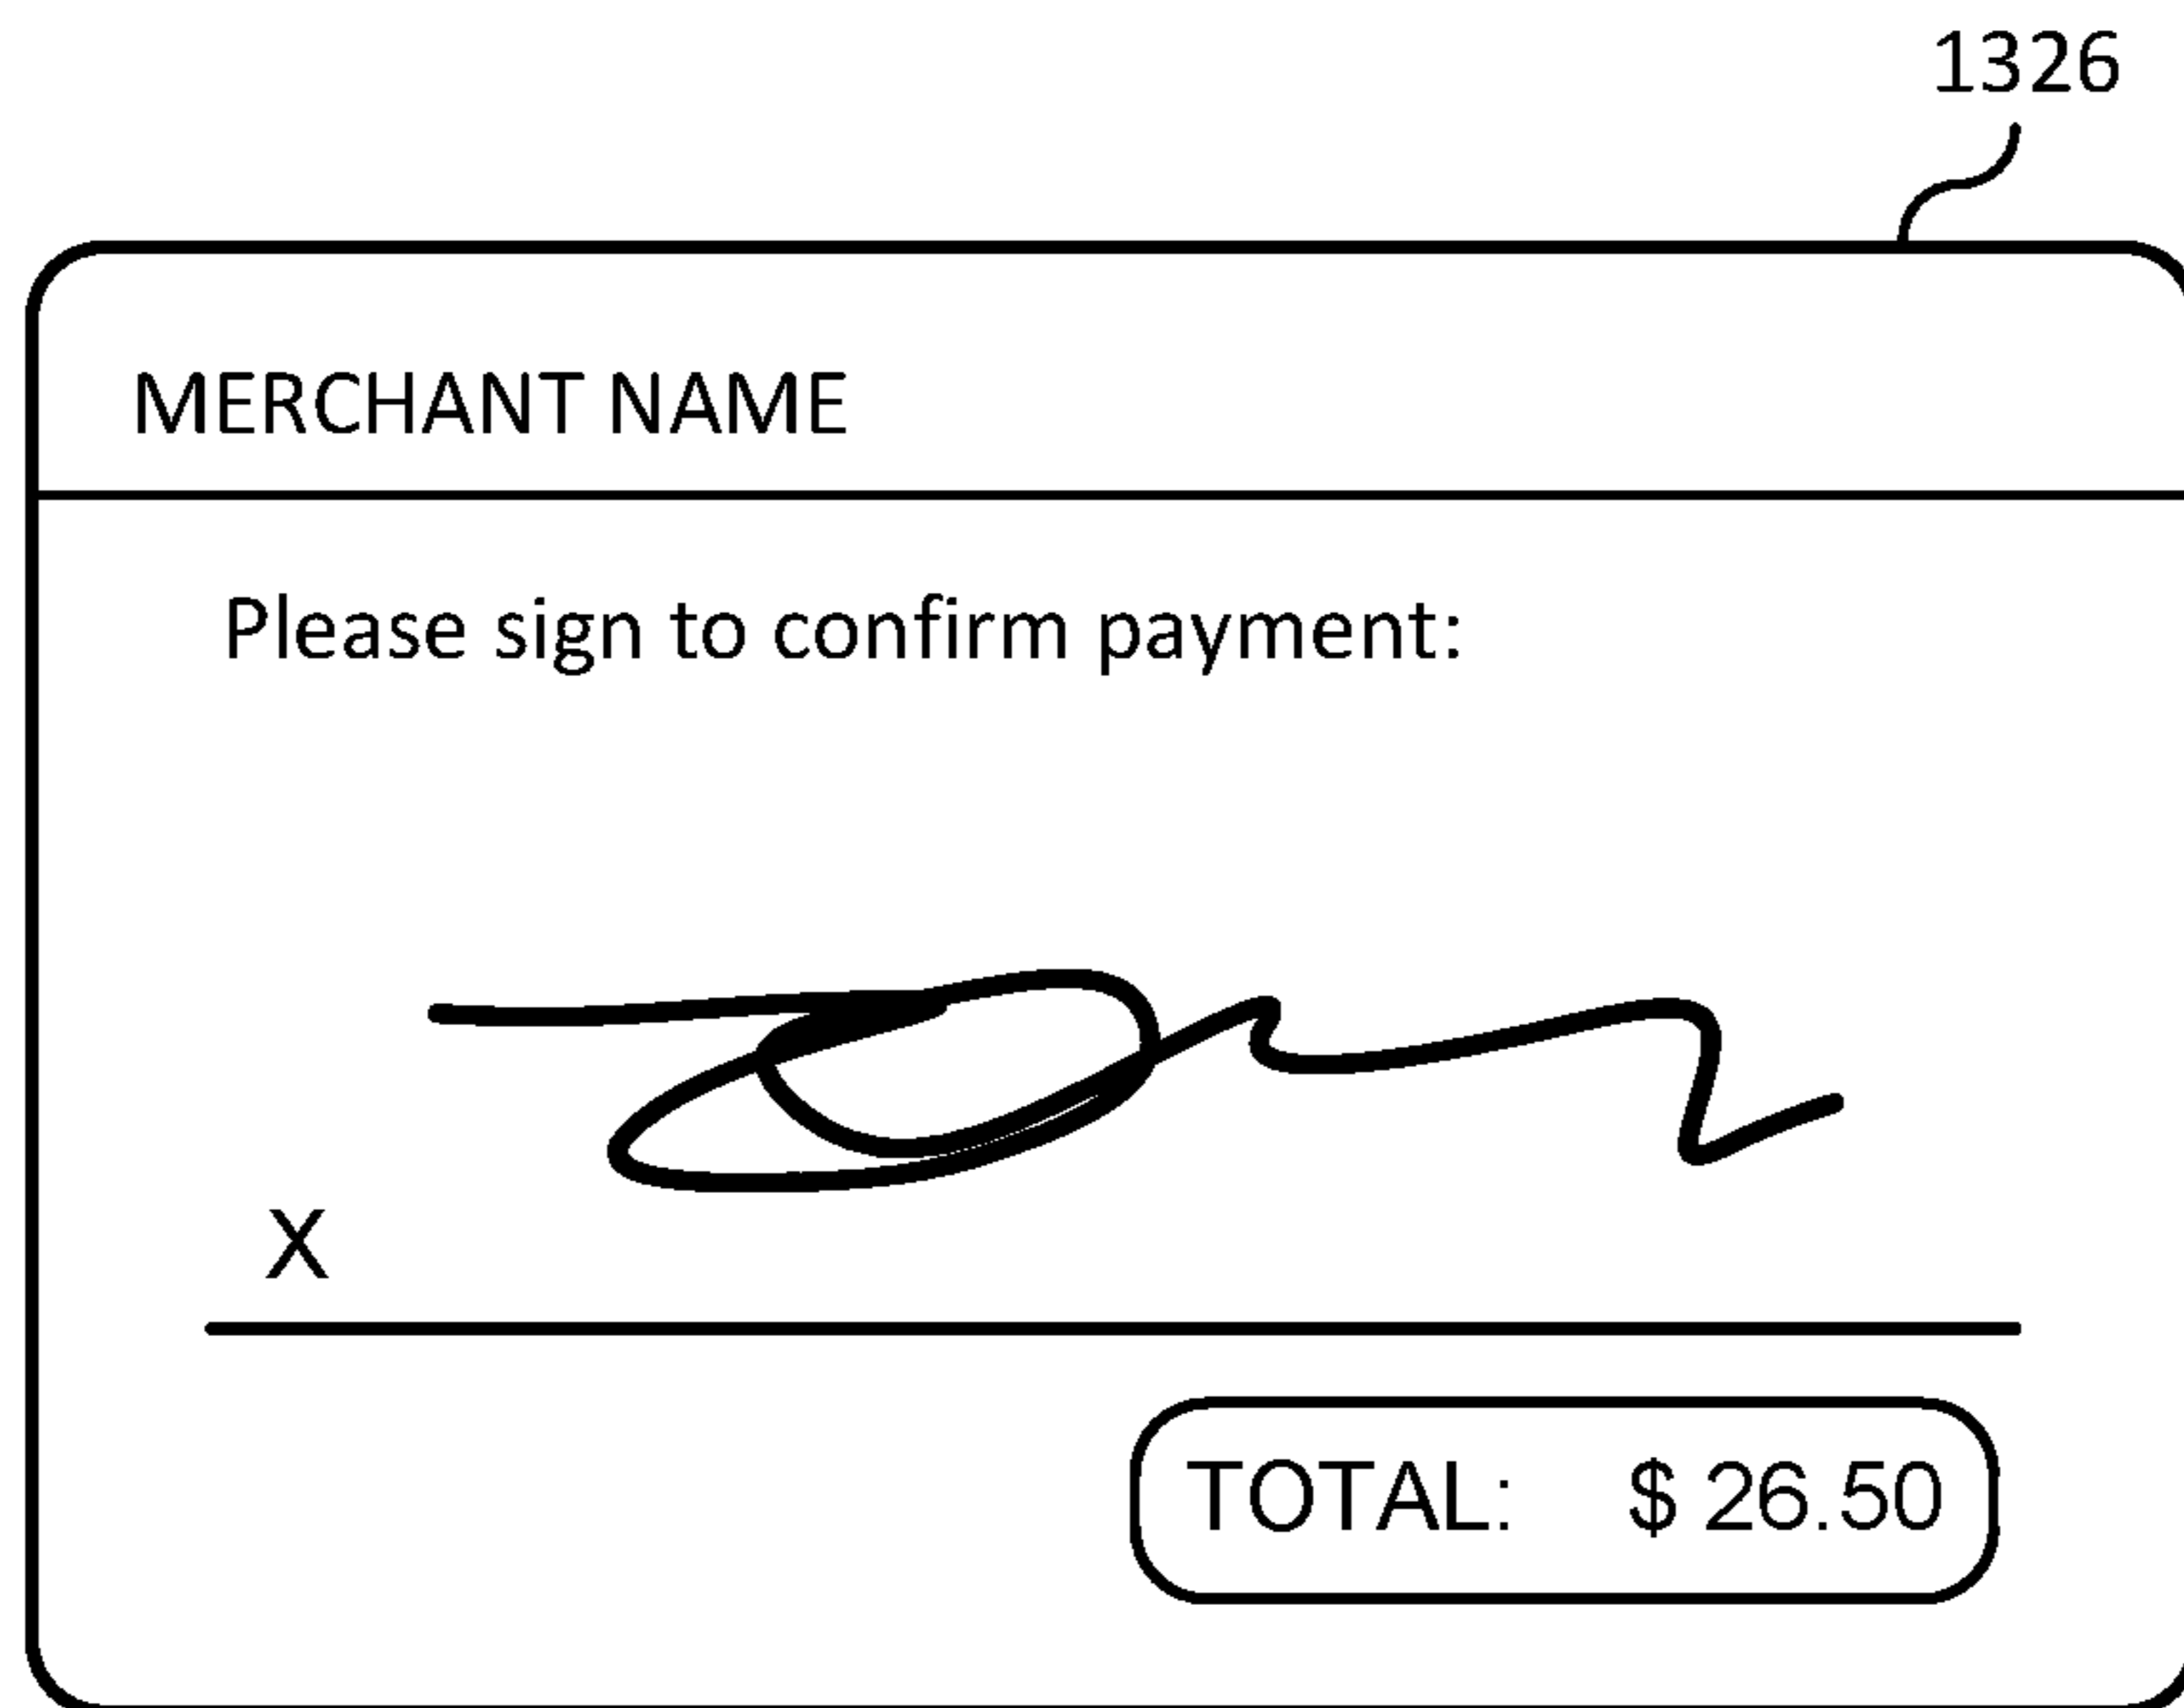 1326
MERCHANT NAME
Please sign to confirm payment:
X
TOTAL: $ 26.50